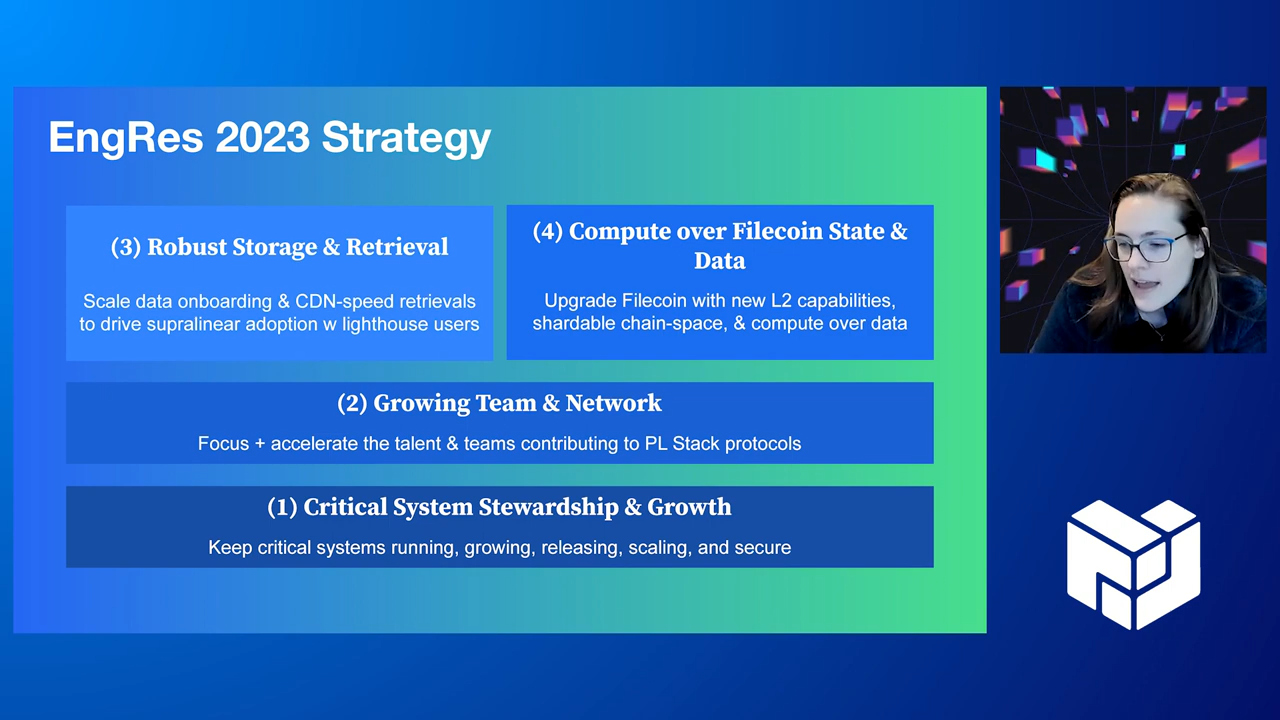 EngRes 2023 Strategy
(3) Robust Storage & Retrieval
Scale data onboarding & CDN-speed retrievals
to drive supralinear adoption w lighthouse users
(4) Compute over Filecoin State &
Data
Upgrade Filecoin with new L2 capabilities,
shardable chain-space, & compute over data
(2) Growing Team & Network
Focus + accelerate the talent & teams contributing to PL Stack protocols
(1) Critical System Stewardship & Growth
Keep critical systems running, growing, releasing, scaling, and secure